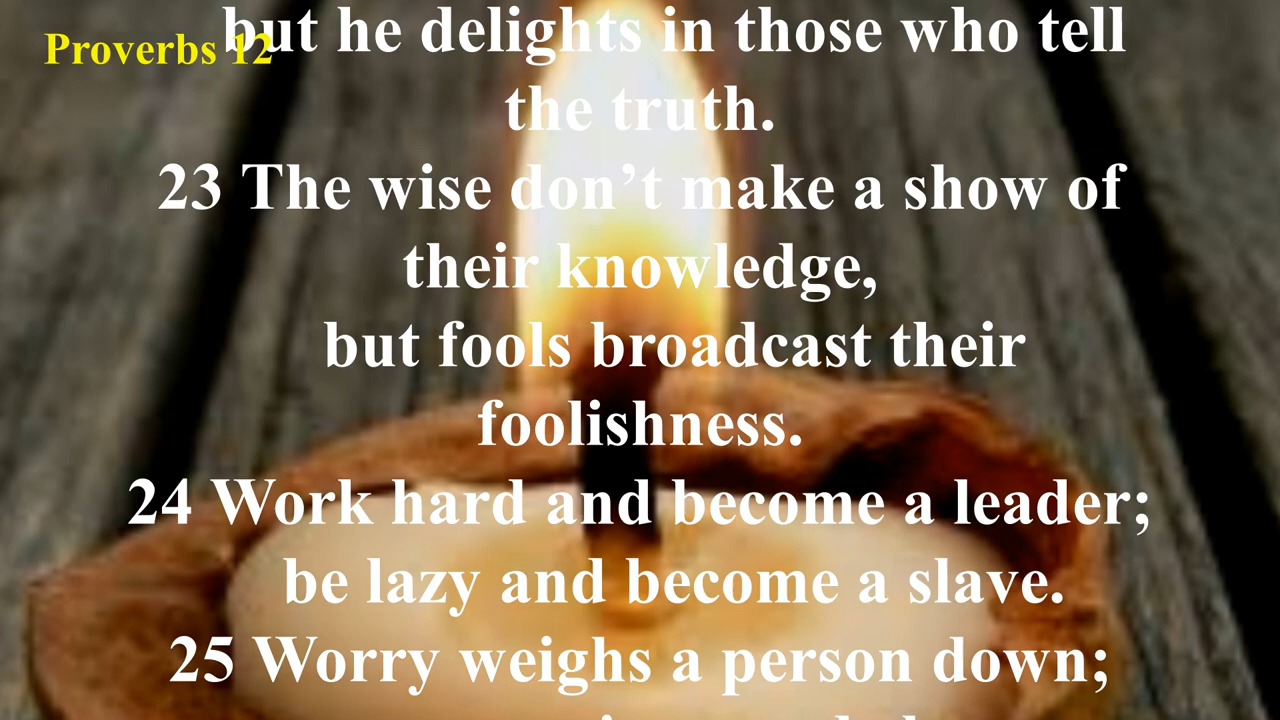 Proverbs 12
but he delights in those who tell
the truth.
23 The wise don’t make a show of
their knowledge,
but fools broadcast their
foolishness.
24 Work hard and become a leader;
be lazy and become a slave.
25 Worry weighs a person down;